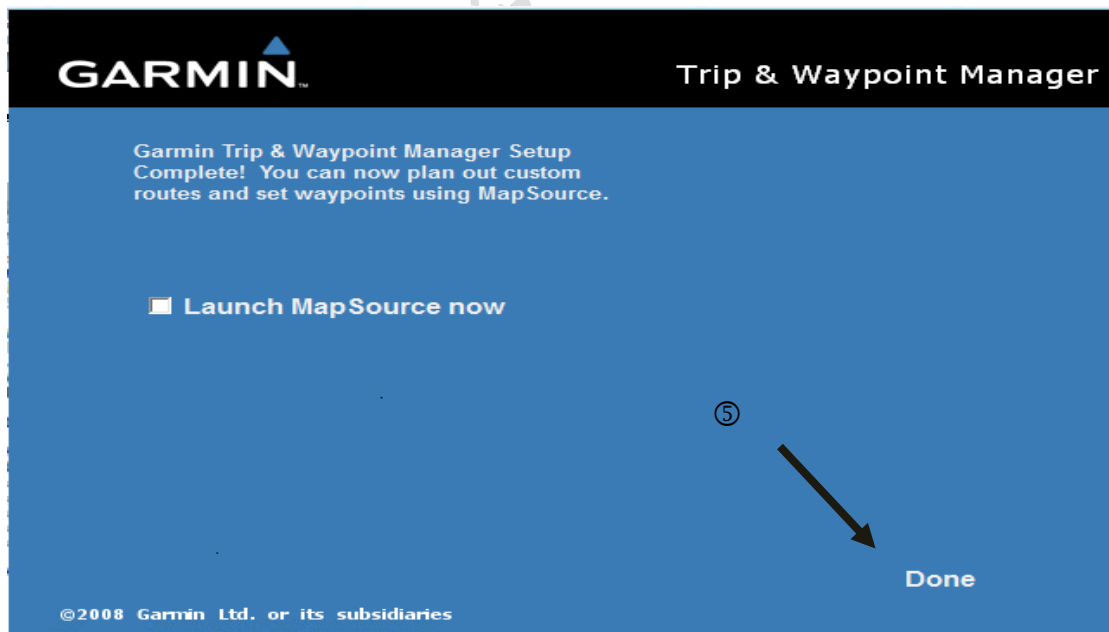 GARMIN™
Trip & Waypoint Manager
Garmin Trip & Waypoint Manager Setup
Complete! You can now plan out custom
routes and set waypoints using MapSource.
Launch MapSource now
⑤
Done
©2008 Garmin Ltd. or its subsidiaries